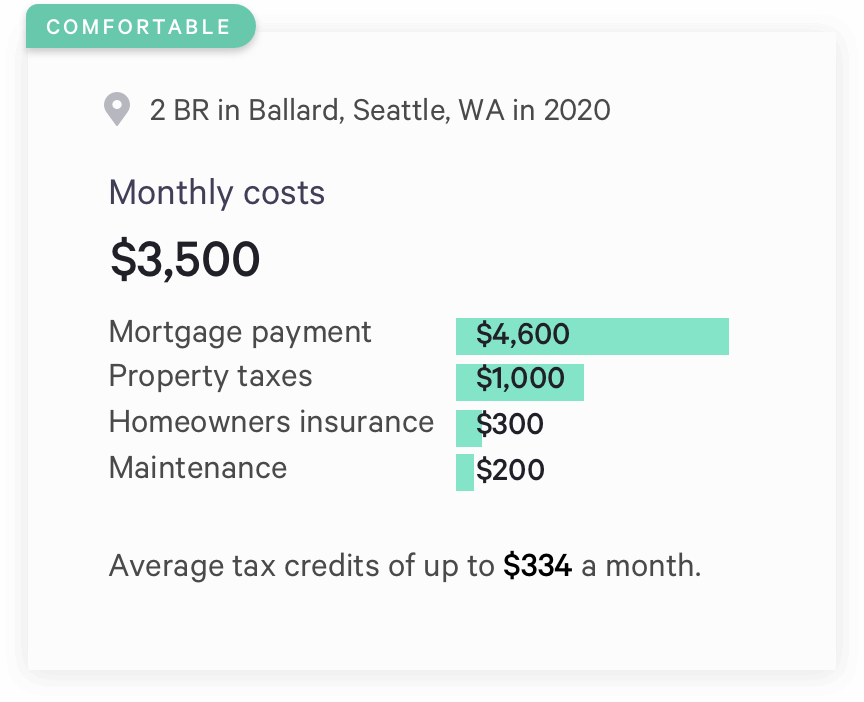 COMFORTABLE
2 BR in Ballard, Seattle, WA in 2020
Monthly costs
$3,500
Mortgage payment $4,600
Property taxes $1,000
Homeowners insurance $300
Maintenance $200
Average tax credits of up to $334 a month.